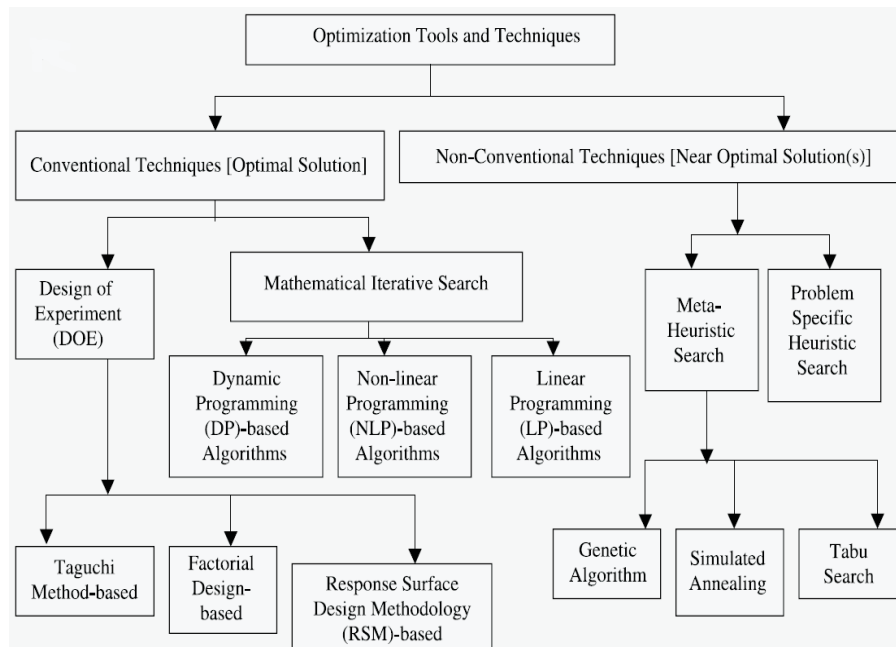 Optimization Tools and Techniques
Conventional Techniques [Optimal Solution]
Non-Conventional Techniques [Near Optimal Solution(s)]
Design of
Experiment
(DOE)
Mathematical Iterative Search
Meta-
Heuristic
Search
Problem
Specific
Heuristic
Search
Dynamic
Programming
(DP)-based
Algorithms
Non-linear
Programming
(NLP)-based
Algorithms
Linear
Programming
(LP)-based
Algorithms
Taguchi
Method-based
Factorial
Design-
based
Response Surface
Design Methodology
(RSM)-based
Genetic
Algorithm
Simulated
Annealing
Tabu
Search